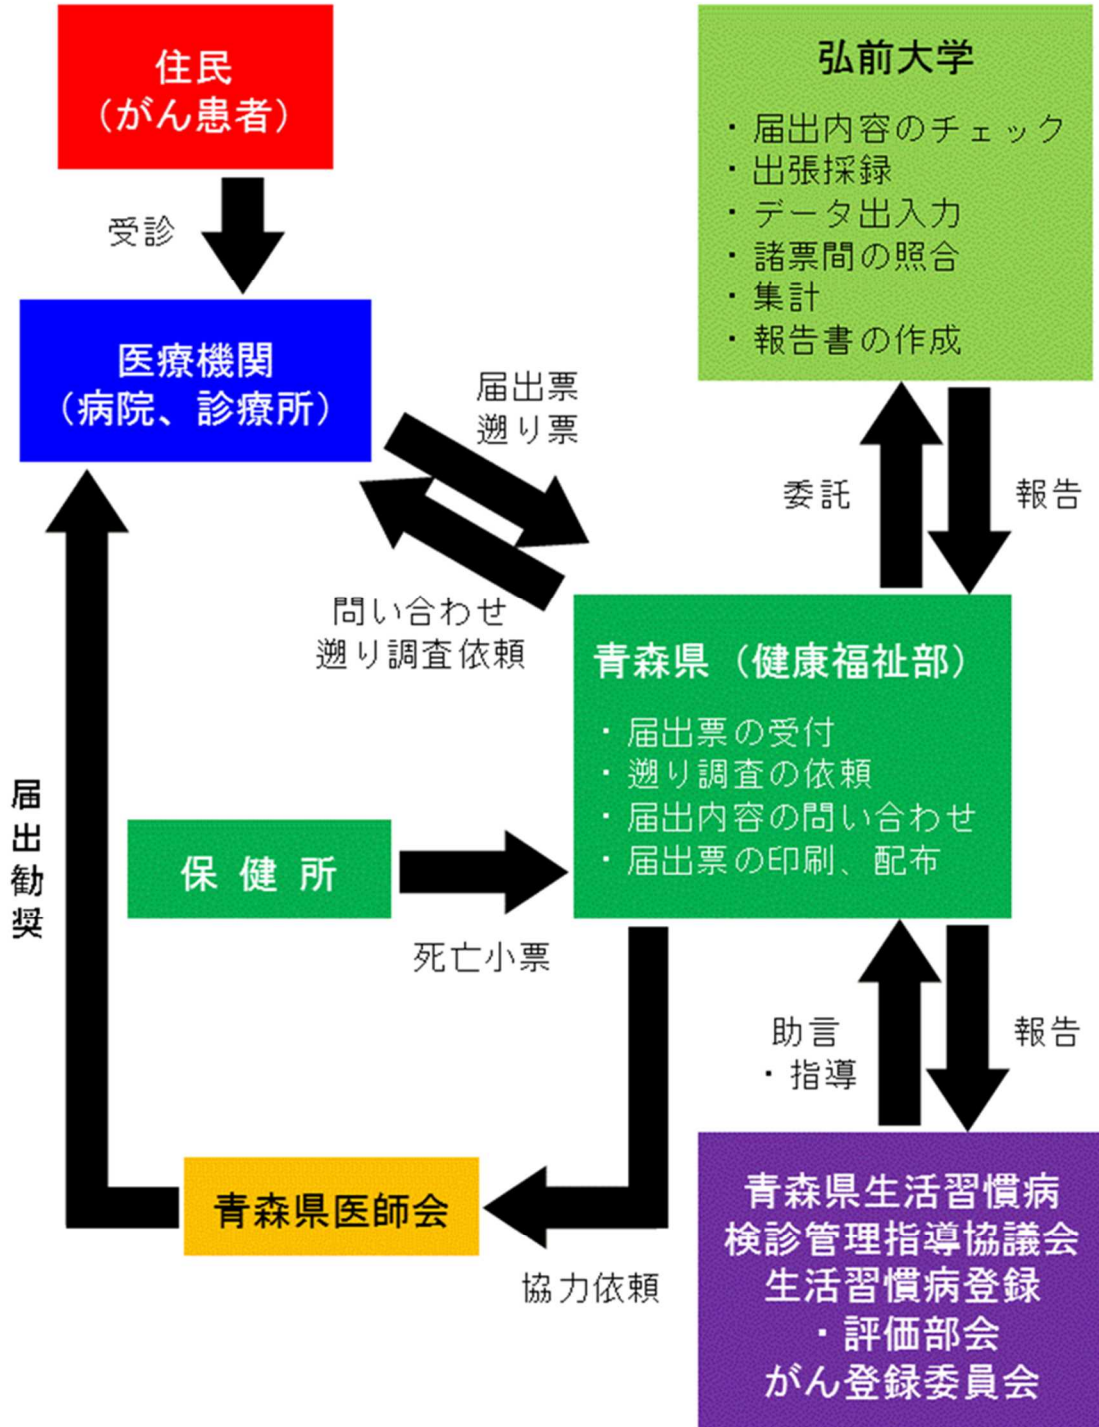 住民
（がん患者）
受診
医療機関
（病院、診療所）
弘前大学
・届出内容のチェック
・出張採録
・データ出入力
・諸票間の照合
・集計
・報告書の作成
届出票
遡り票
問い合わせ
遡り調査依頼
委託
報告
青森県（健康福祉部）
・届出票の受付
・遡り調査の依頼
・届出内容の問い合わせ
・届出票の印刷、配布
届出勧奨
保健所
死亡小票
助言
・指導
報告
青森県医師会
協力依頼
青森県生活習慣病
検診管理指導協議会
生活習慣病登録
・評価部会
がん登録委員会